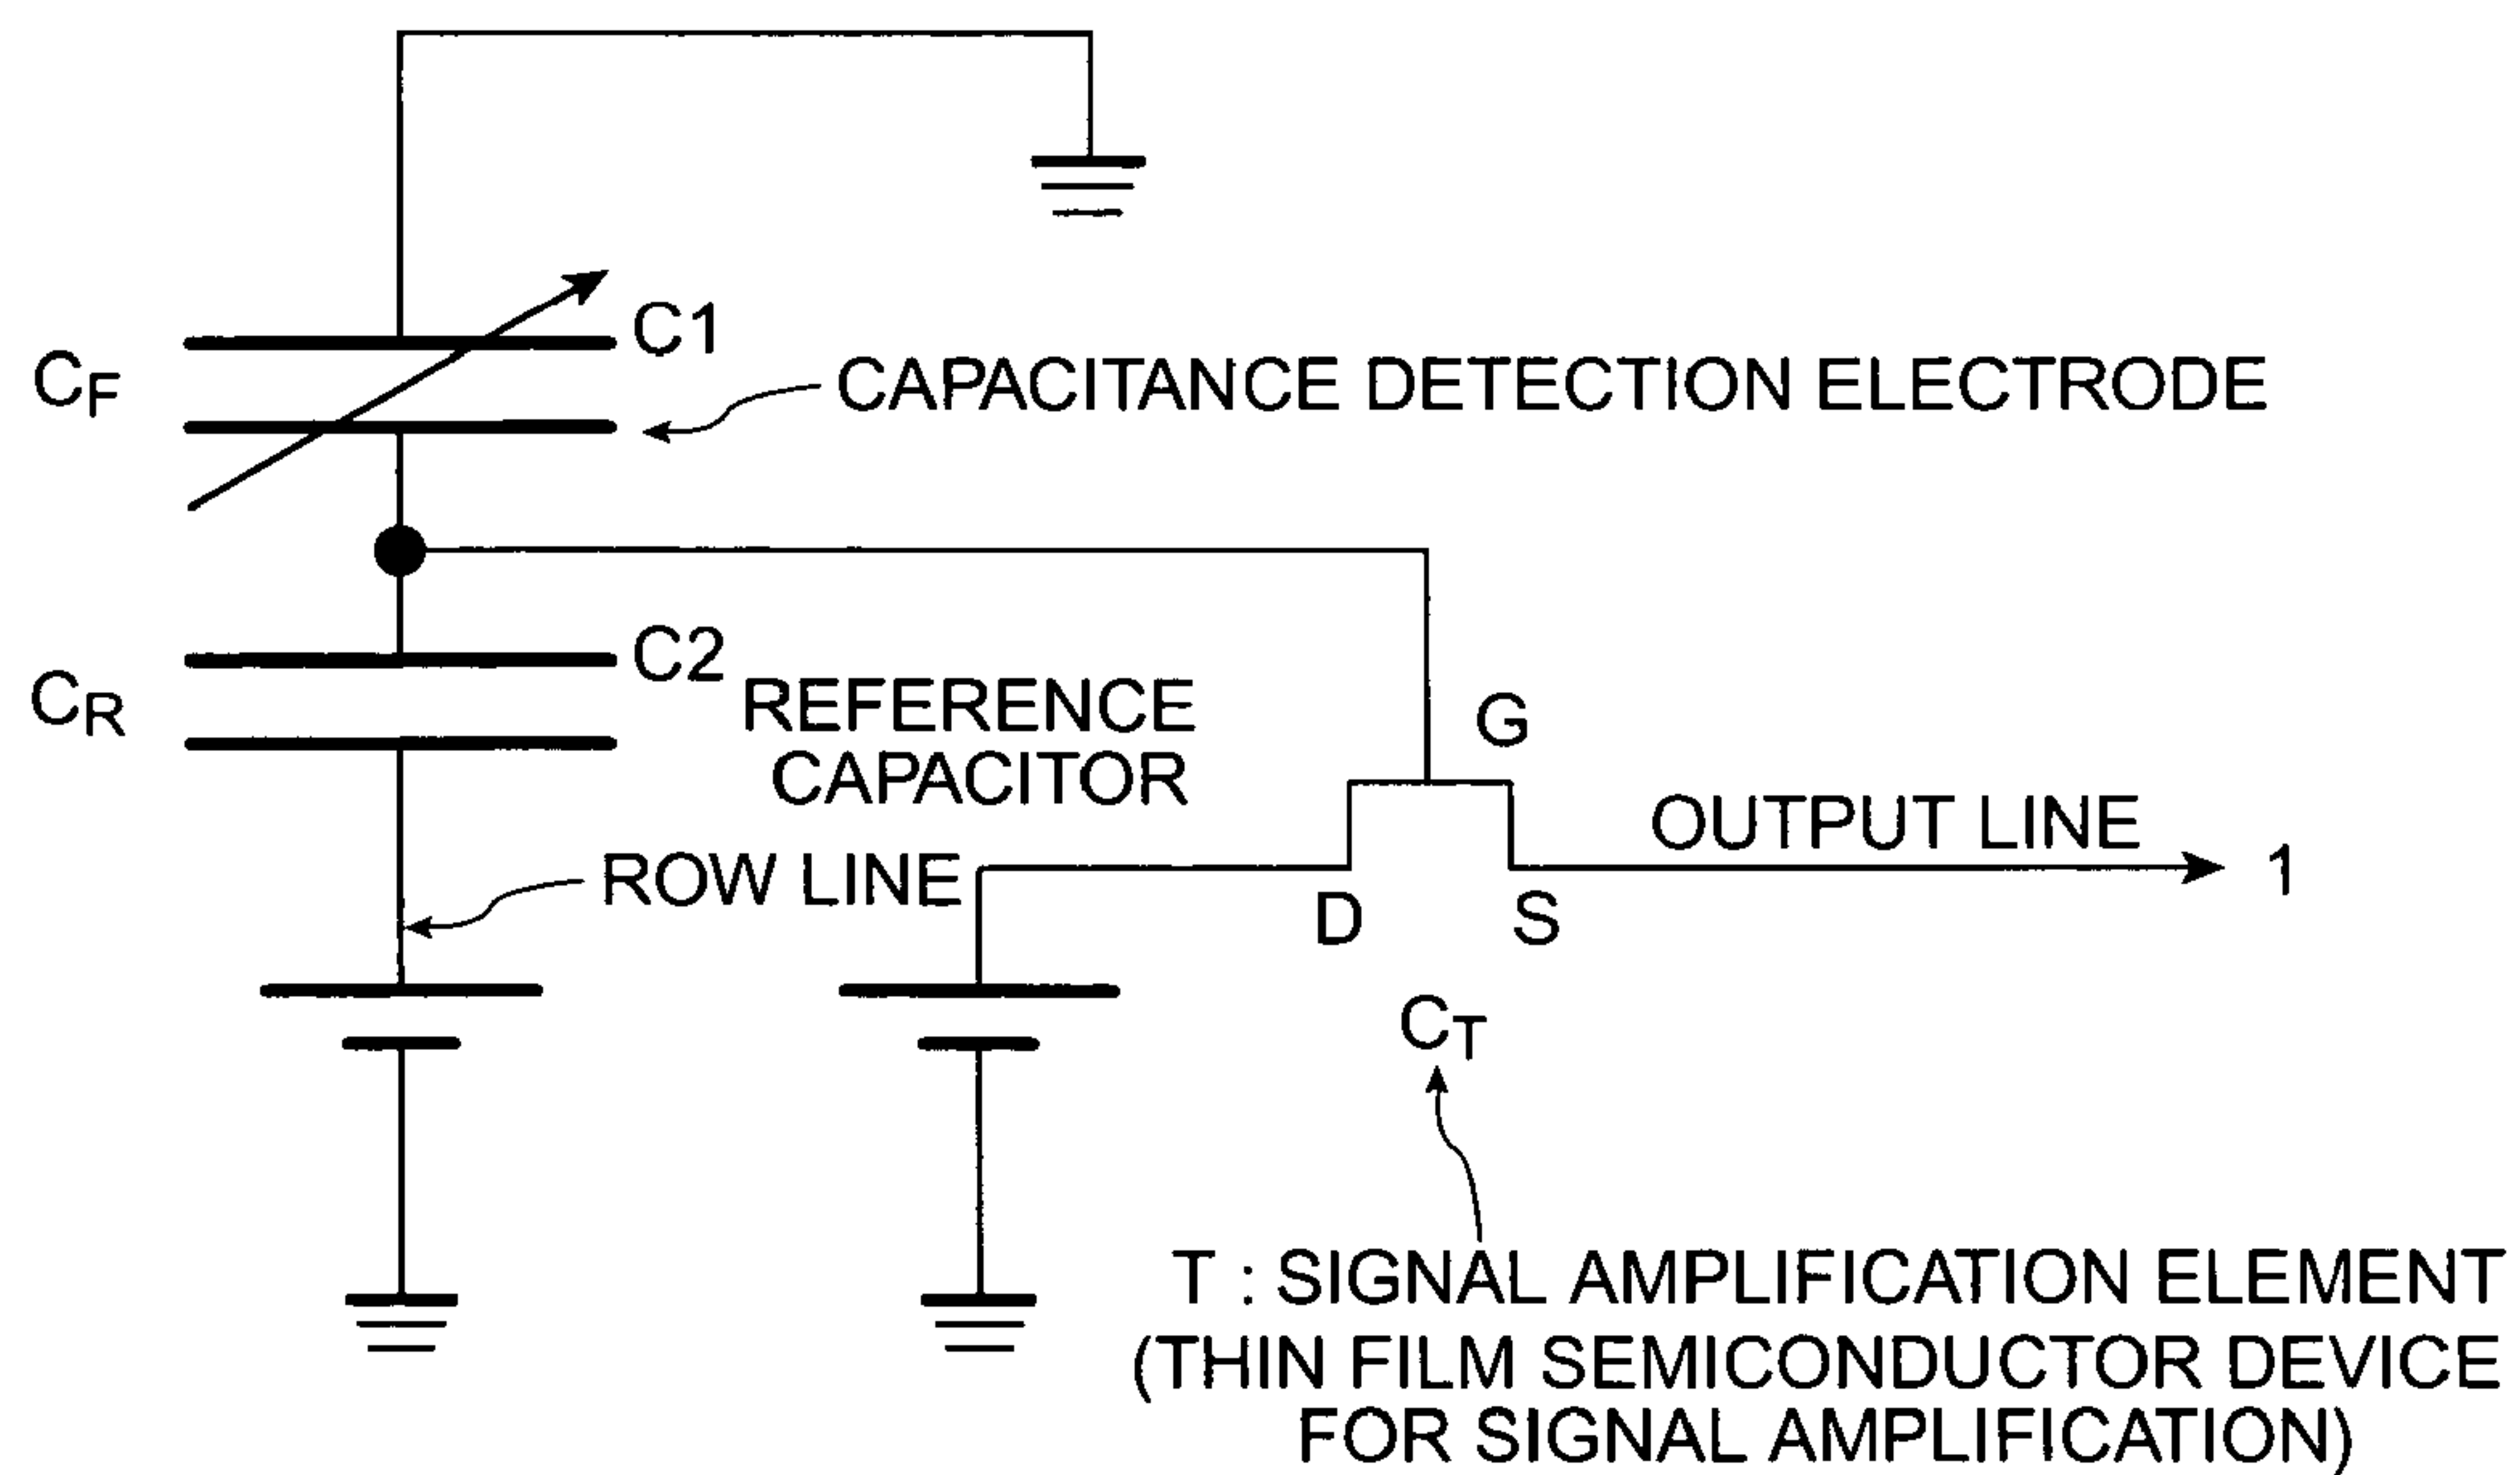 C1
CF
CAPACITANCE DETECTION ELECTRODE
C2
CR
REFERENCE
CAPACITOR
G
OUTPUT LINE
1
ROW LINE
D
S
CT
T : SIGNAL AMPLIFICATION ELEMENT
(THIN FILM SEMICONDUCTOR DEVICE
FOR SIGNAL AMPLIFICATION)